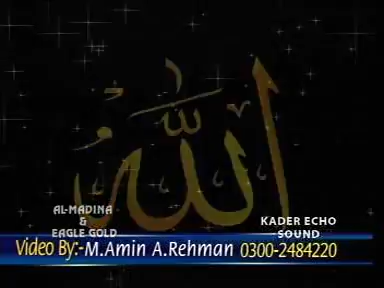 الله
AL-MADINA
&
EAGLE GOLD
KADER ECHO
SOUND
Video By:- M.Amin A.Rehman 0300-2484220